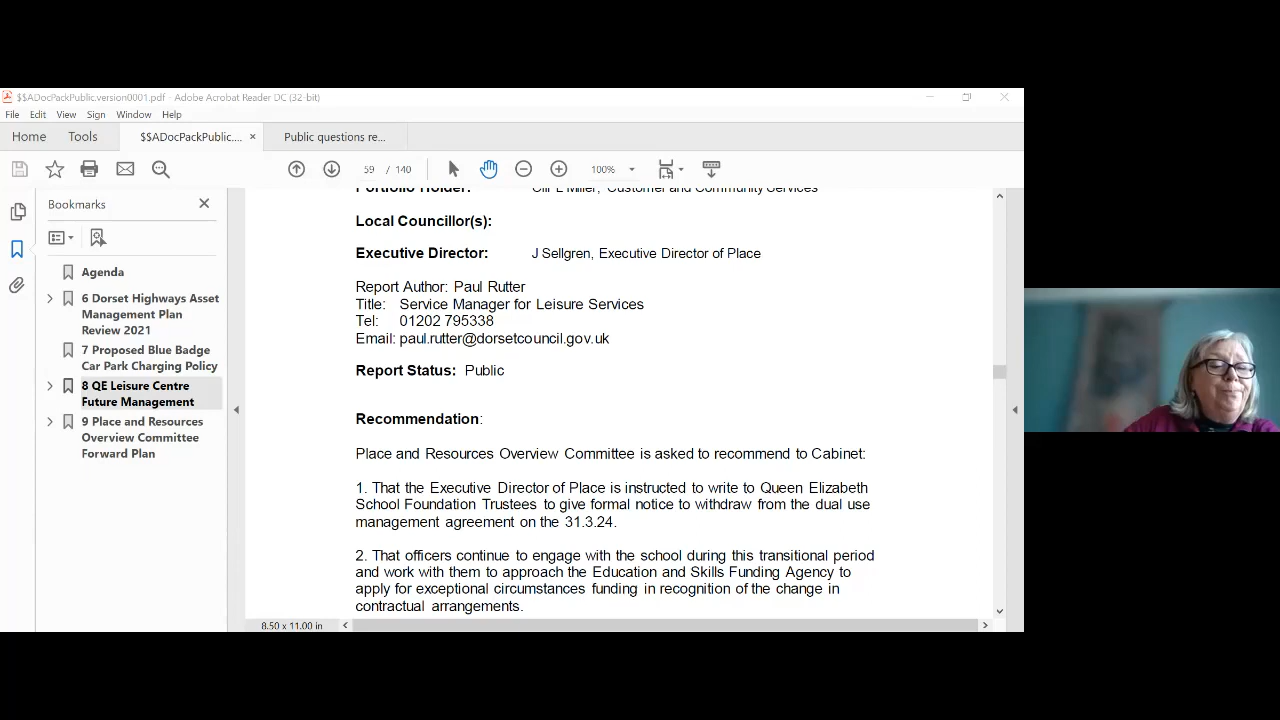 $$ADocPackPublic.version0001.pdf - Adobe Acrobat Reader DC (32-bit)
File Edit View Sign Window Help
Home Tools $$ADocPackPublic.... × Public questions re...
59 / 140 100%
Bookmarks
Agenda
6 Dorset Highways Asset
Management Plan
Review 2021
7 Proposed Blue Badge
Car Park Charging Policy
8 QE Leisure Centre
Future Management
9 Place and Resources
Overview Committee
Forward Plan
Portfolio Holder: Cllr L Miller, Customer and Community Services
Local Councillor(s):
Executive Director: J Sellgren, Executive Director of Place
Report Author: Paul Rutter
Title: Service Manager for Leisure Services
Tel: 01202 795338
Email: paul.rutter@dorsetcouncil.gov.uk
Report Status: Public
Recommendation:
Place and Resources Overview Committee is asked to recommend to Cabinet:
1. That the Executive Director of Place is instructed to write to Queen Elizabeth
School Foundation Trustees to give formal notice to withdraw from the dual use
management agreement on the 31.3.24.
2. That officers continue to engage with the school during this transitional period
and work with them to approach the Education and Skills Funding Agency to
apply for exceptional circumstances funding in recognition of the change in
contractual arrangements.
8.50 x 11.00 in